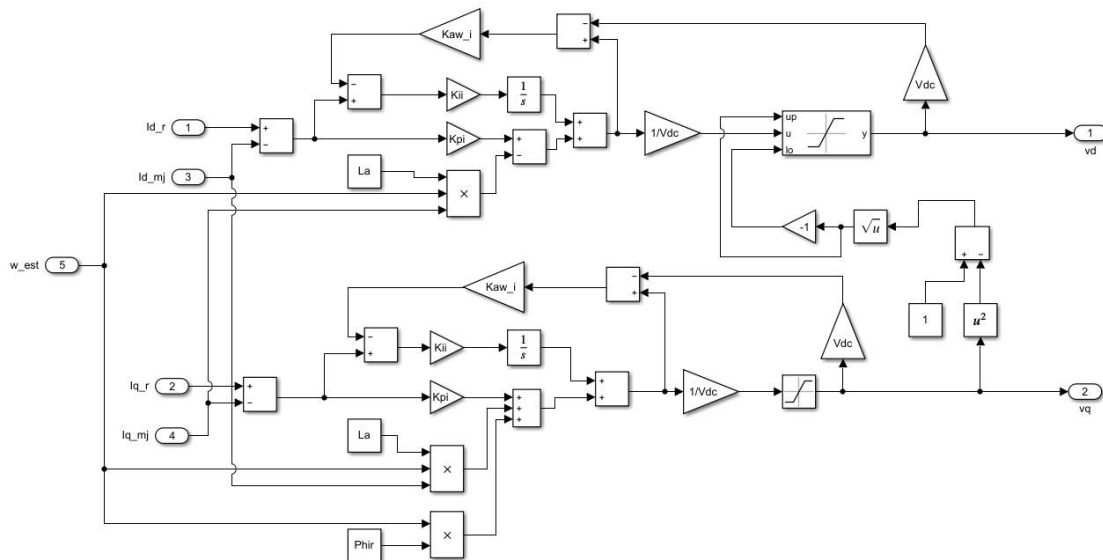 Kaw_i
Vdc
Kii
1/s
Id_r
1
Kpi
1/Vdc
up
u
lo
y
1
vd
Id_mj
3
La
×
-1
√u
w_est
5
Kaw_i
1
u²
Vdc
Kii
1/s
Iq_r
2
Kpi
1/Vdc
2
vq
Iq_mj
4
La
×
×
Phir